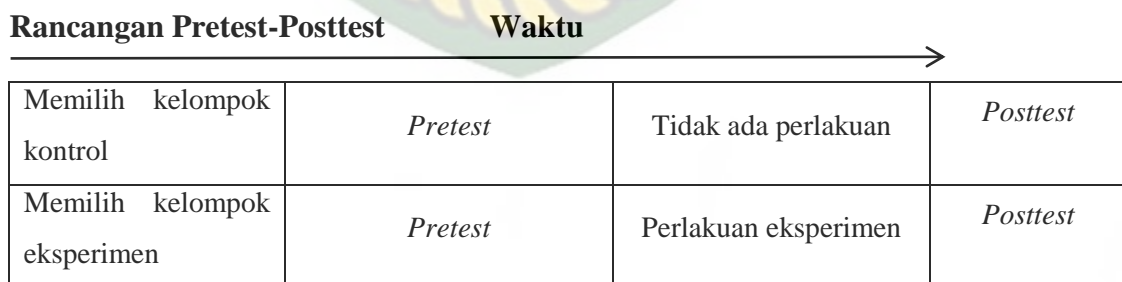 Rancangan Pretest-Posttest Waktu
Memilih kelompok
kontrol
Pretest
Tidak ada perlakuan
Posttest
Memilih kelompok
eksperimen
Pretest
Perlakuan eksperimen
Posttest